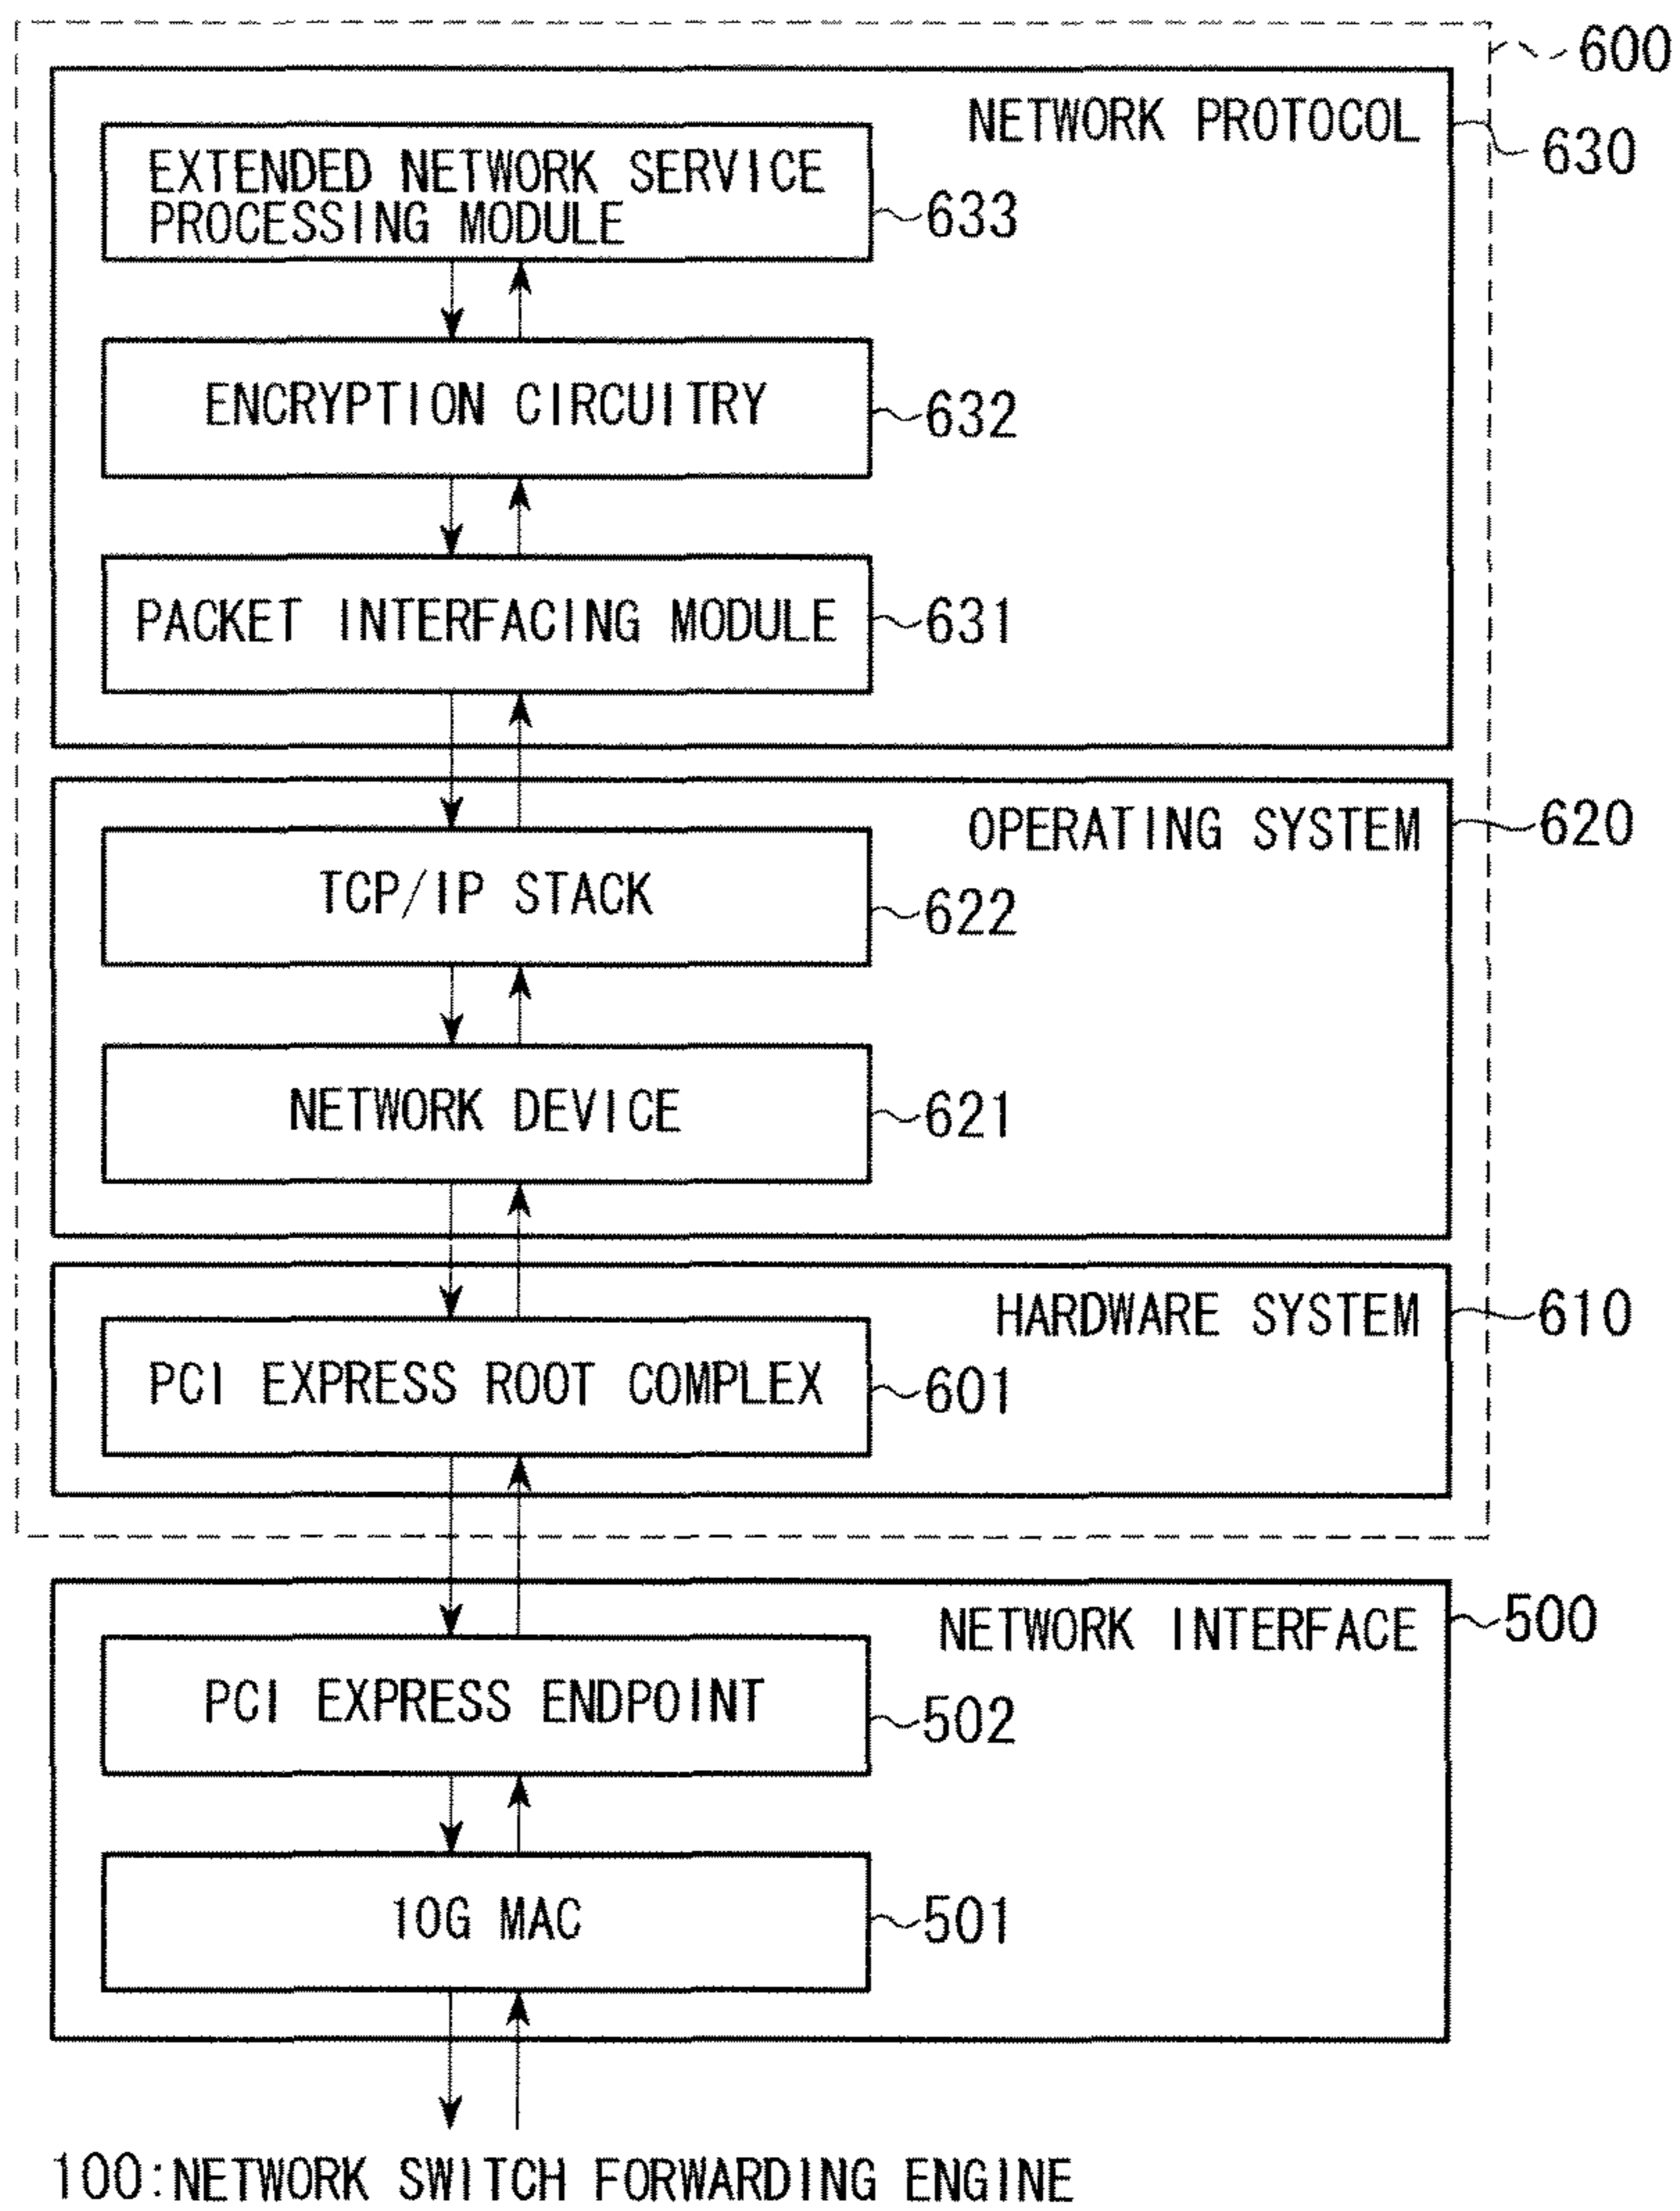 600
NETWORK PROTOCOL
630
EXTENDED NETWORK SERVICE
PROCESSING MODULE
633
ENCRYPTION CIRCUITRY
632
PACKET INTERFACING MODULE
631
OPERATING SYSTEM
620
TCP/IP STACK
622
NETWORK DEVICE
621
HARDWARE SYSTEM
610
PCI EXPRESS ROOT COMPLEX
601
NETWORK INTERFACE
500
PCI EXPRESS ENDPOINT
502
10G MAC
501
100:NETWORK SWITCH FORWARDING ENGINE